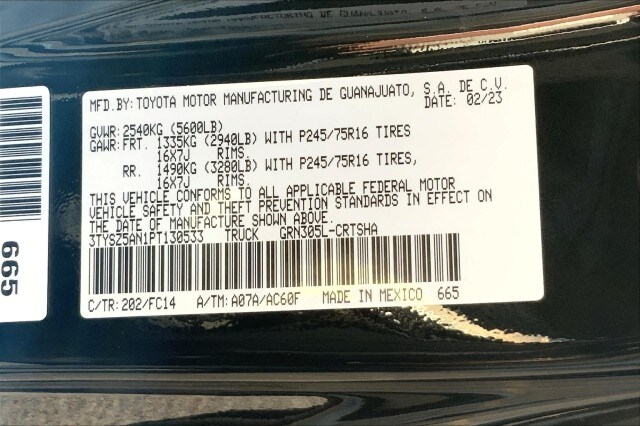 MFD.BY: TOYOTA MOTOR MANUFACTURING DE GUANAJUATO, S.A. DE C.V.
DATE: 02/23
GVWR: 2540KG (5600LB)
GAWR: FRT. 1335KG (2940LB) WITH P245/75R16 TIRES
16X7J RIMS.
RR. 1490KG (3280LB) WITH P245/75R16 TIRES,
16X7J RIMS.
THIS VEHICLE CONFORMS TO ALL APPLICABLE FEDERAL MOTOR
VEHICLE SAFETY AND THEFT PREVENTION STANDARDS IN EFFECT ON
THE DATE OF MANUFACTURE SHOWN ABOVE.
3TYSZ5AN1PT130533 TRUCK GRN305L-CRTSHA
C/TR: 202/FC14 A/TM: A07A/AC60F MADE IN MEXICO 665
665